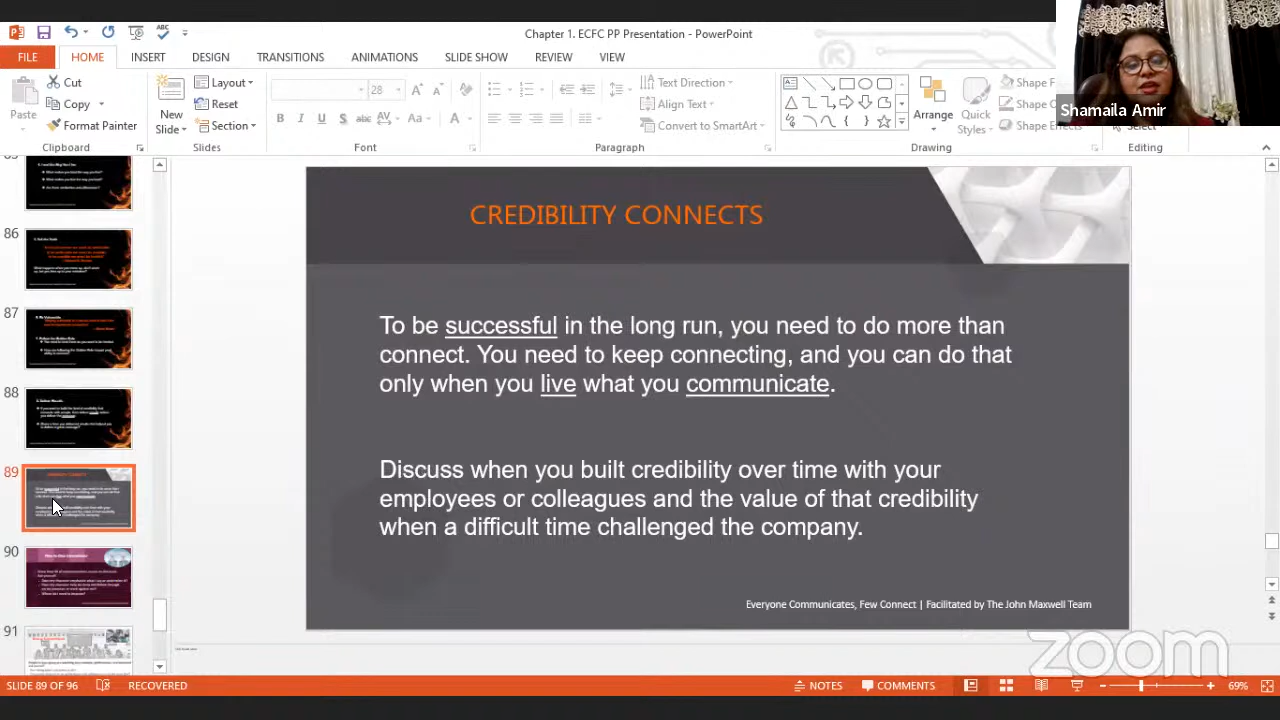 Chapter 1. ECFC PP Presentation - PowerPoint
FILE HOME INSERT DESIGN TRANSITIONS ANIMATIONS SLIDE SHOW REVIEW VIEW
Shamaila Amir
Cut
Copy
Format Painter
Paste
New
Slide
Layout
Reset
Section
28
Text Direction
Align Text
Convert to SmartArt
Arrange
Quick
Styles
Shape
Shape
Shape Effects
Select
Clipboard Slides Font Paragraph Drawing Editing
86
87
88
89
90
91
CREDIBILITY CONNECTS
To be successful in the long run, you need to do more than
connect. You need to keep connecting, and you can do that
only when you live what you communicate.
Discuss when you built credibility over time with your
employees or colleagues and the value of that credibility
when a difficult time challenged the company.
Everyone Communicates, Few Connect | Facilitated by The John Maxwell Team
zoom
SLIDE 89 OF 96 RECOVERED NOTES COMMENTS 69%